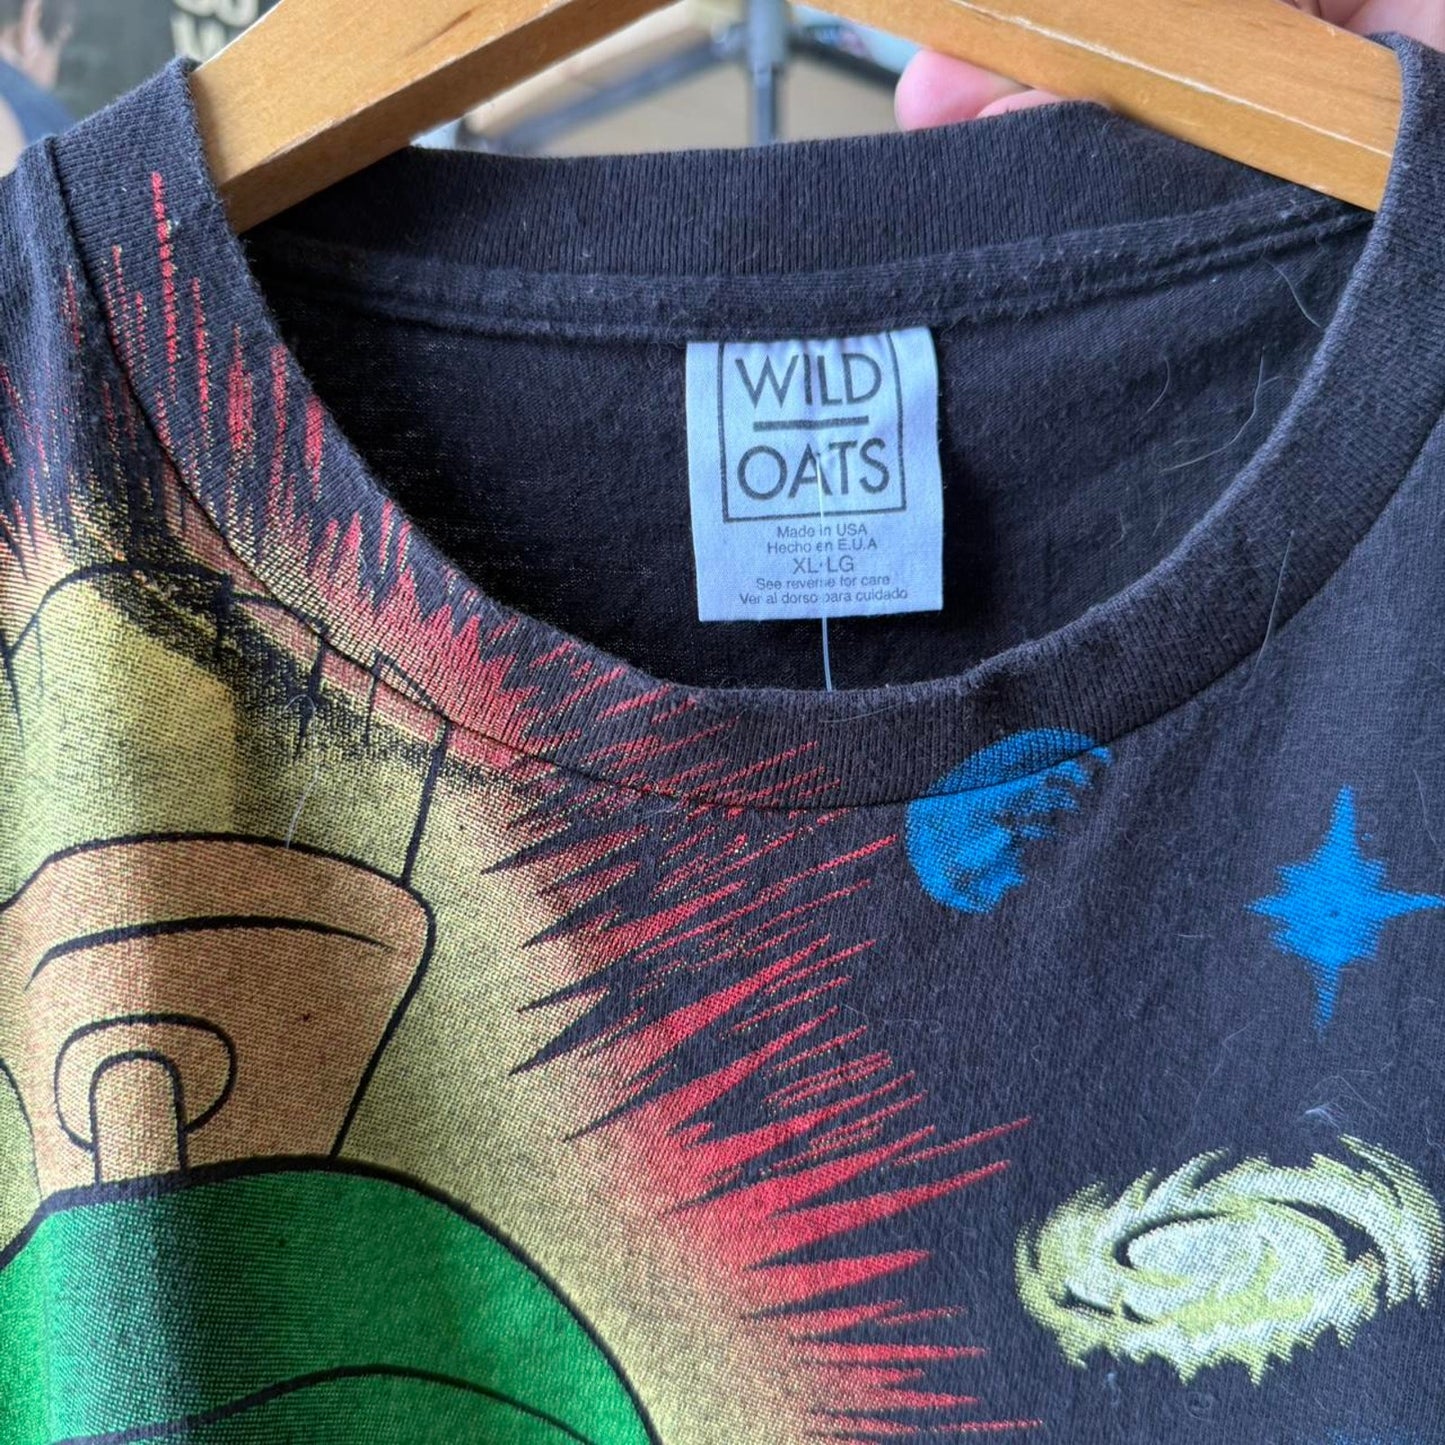 WILD
OATS
Made in USA
Hecho en E.U.A
XL·LG
See reverse for care
Ver al dorso para cuidado